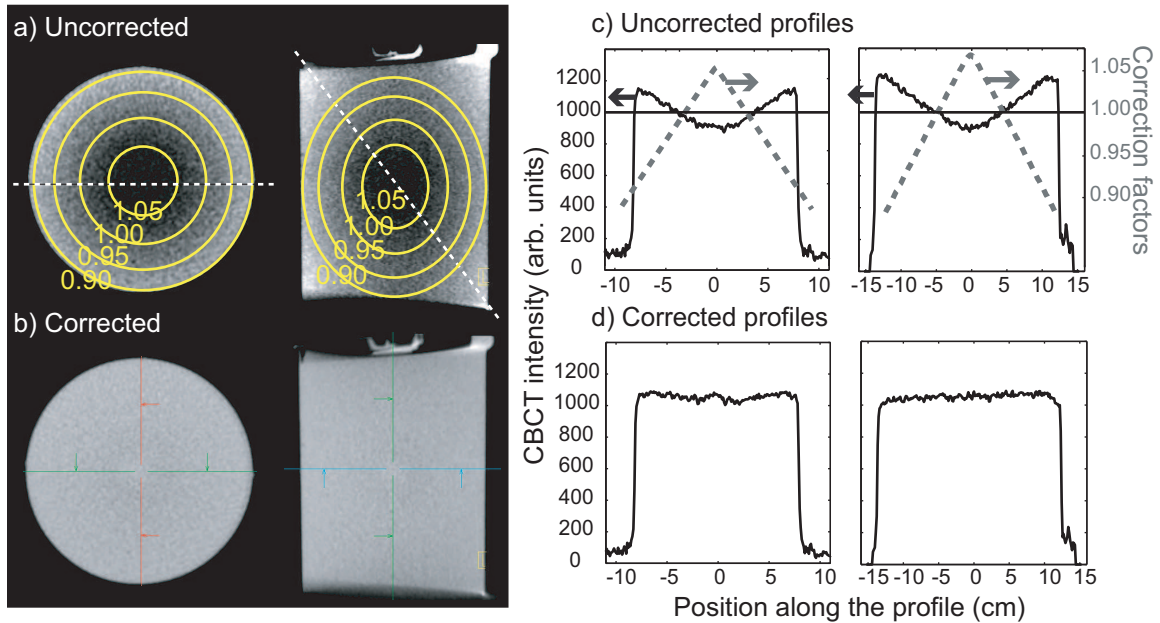 a) Uncorrected
1.05
1.00
0.95
0.90
1.05
1.00
0.95
0.90
b) Corrected
c) Uncorrected profiles
1200
1000
800
600
400
200
0
-10 -5 0 5 10
-15 -5 0 5 15
1.05
1.00
0.95
0.90
Correction factors
CBCT intensity (arb. units)
d) Corrected profiles
1200
1000
800
600
400
200
0
-10 -5 0 5 10
-15 -10 -5 0 5 10 15
Position along the profile (cm)